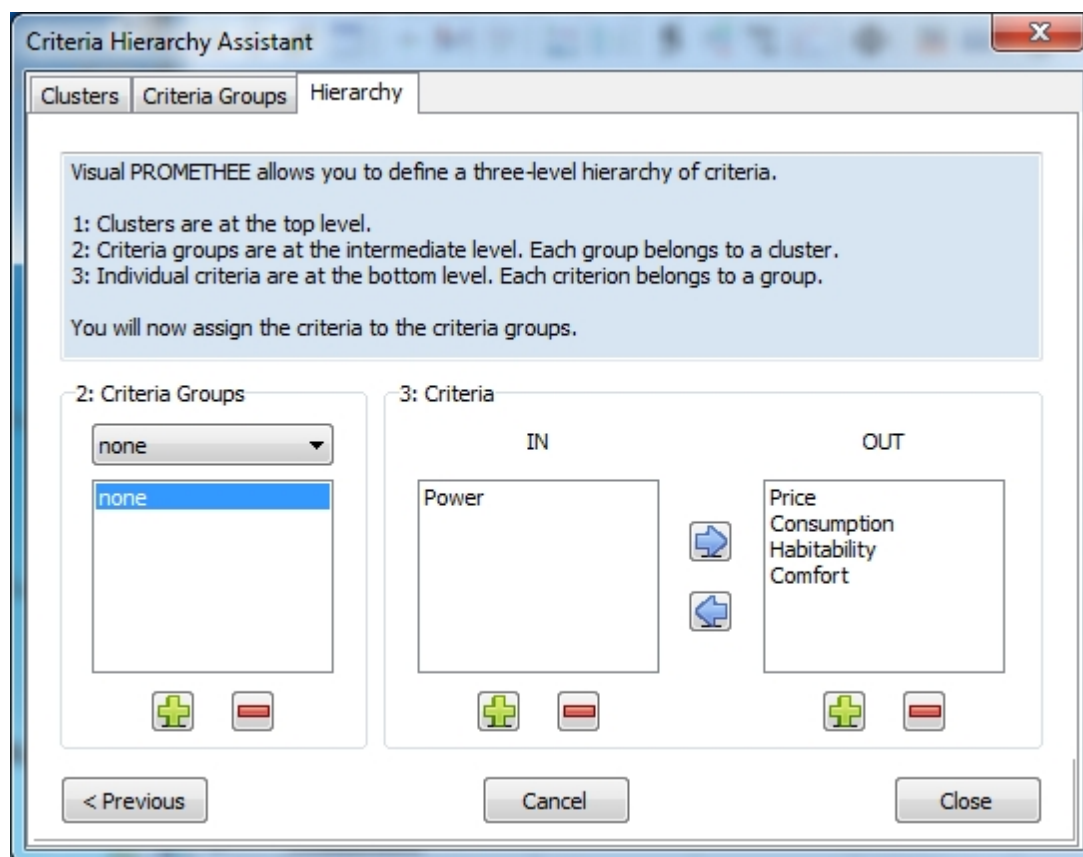 Criteria Hierarchy Assistant
Clusters Criteria Groups Hierarchy
Visual PROMETHEE allows you to define a three-level hierarchy of criteria.
1: Clusters are at the top level.
2: Criteria groups are at the intermediate level. Each group belongs to a cluster.
3: Individual criteria are at the bottom level. Each criterion belongs to a group.
You will now assign the criteria to the criteria groups.
2: Criteria Groups
none
none
3: Criteria
IN
OUT
Power
Price
Consumption
Habitability
Comfort
< Previous
Cancel
Close